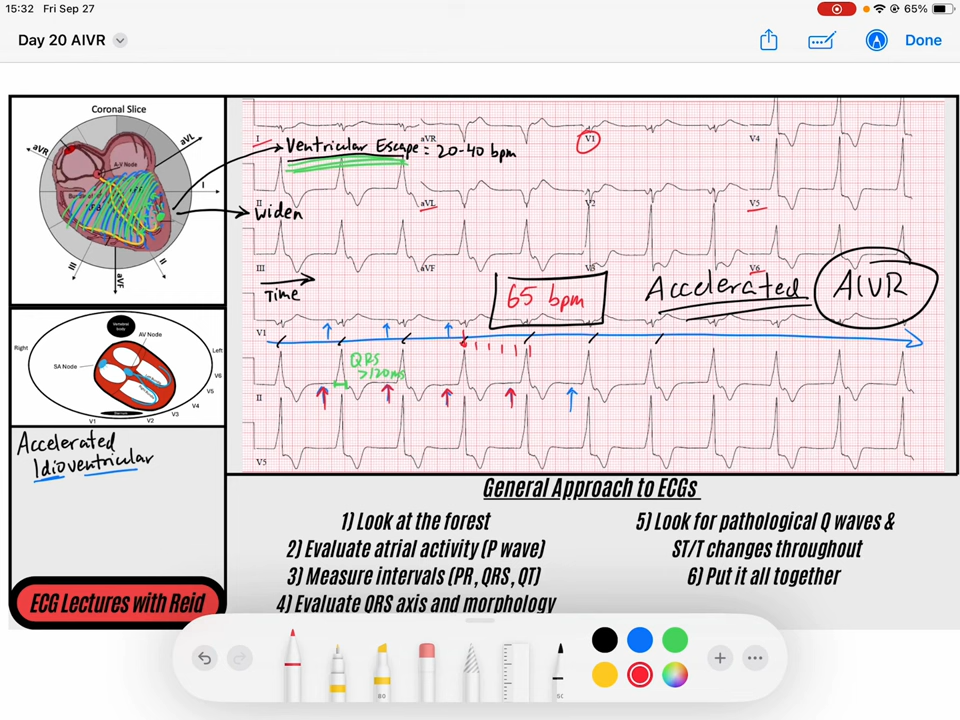 15:32 Fri Sep 27
65%
Day 20 AIVR
Done
Coronal Slice
aVR
aVL
A-V Node
I
III
aVF
II
Vertebral body
Right
AV Node
Left
SA Node
V6
V5
V4
V3
V2
V1
Accelerated
Idioventricular
ECG Lectures with Reid
I
aVR
V1
V4
Ventricular Escape = 20-40 bpm
II
aVL
V2
V5
Widen
III
aVF
V3
V6
Time
65 bpm
Accelerated AIVR
V1
QRS
>120ms
II
V5
General Approach to ECGs
1) Look at the forest
2) Evaluate atrial activity (P wave)
3) Measure intervals (PR, QRS, QT)
4) Evaluate QRS axis and morphology
5) Look for pathological Q waves &
ST/T changes throughout
6) Put it all together
80